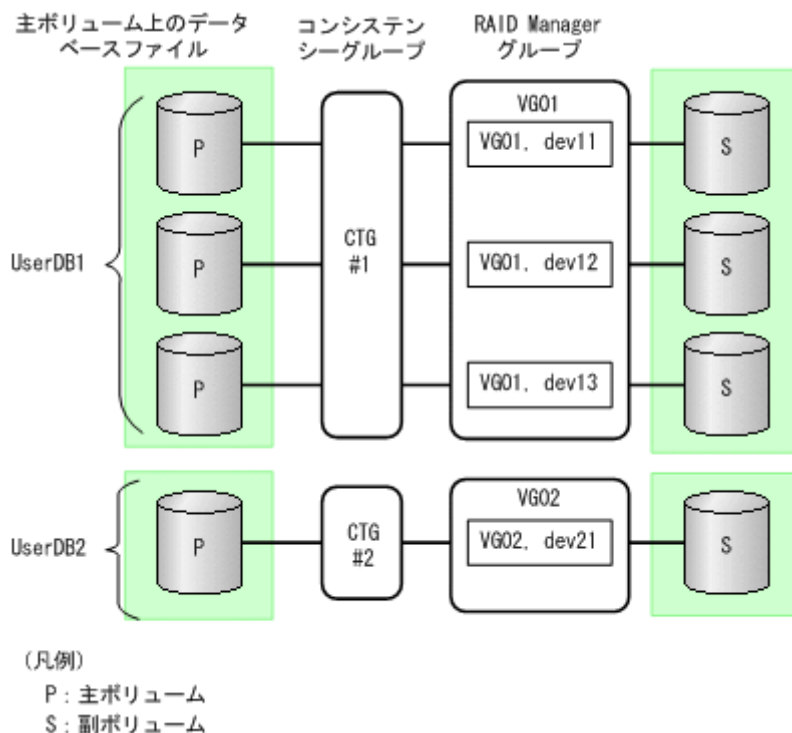 主ボリューム上のデータ
ベースファイル
コンシステン
シーグループ
RAID Manager
グループ
UserDB1
P
P
P
CTG
#1
VG01
VG01, dev11
VG01, dev12
VG01, dev13
S
S
S
UserDB2
P
CTG
#2
VG02
VG02, dev21
S
(凡例)
P：主ボリューム
S：副ボリューム